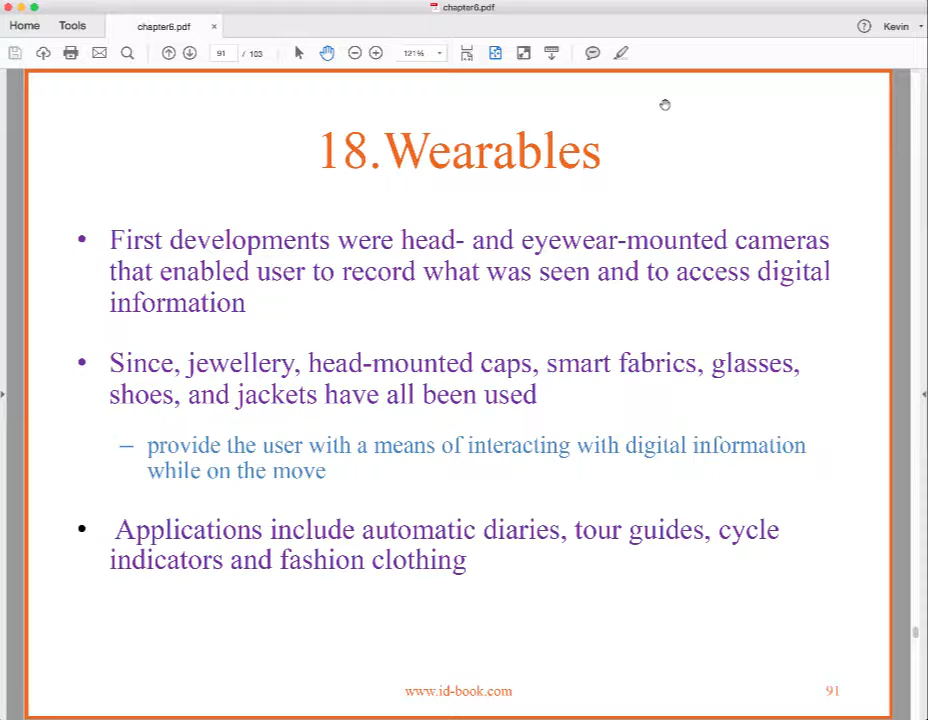 chapter6.pdf
Home Tools chapter6.pdf × Kevin
91 / 103 121%
18.Wearables
• First developments were head- and eyewear-mounted cameras
that enabled user to record what was seen and to access digital
information
• Since, jewellery, head-mounted caps, smart fabrics, glasses,
shoes, and jackets have all been used
– provide the user with a means of interacting with digital information
while on the move
• Applications include automatic diaries, tour guides, cycle
indicators and fashion clothing
www.id-book.com 91